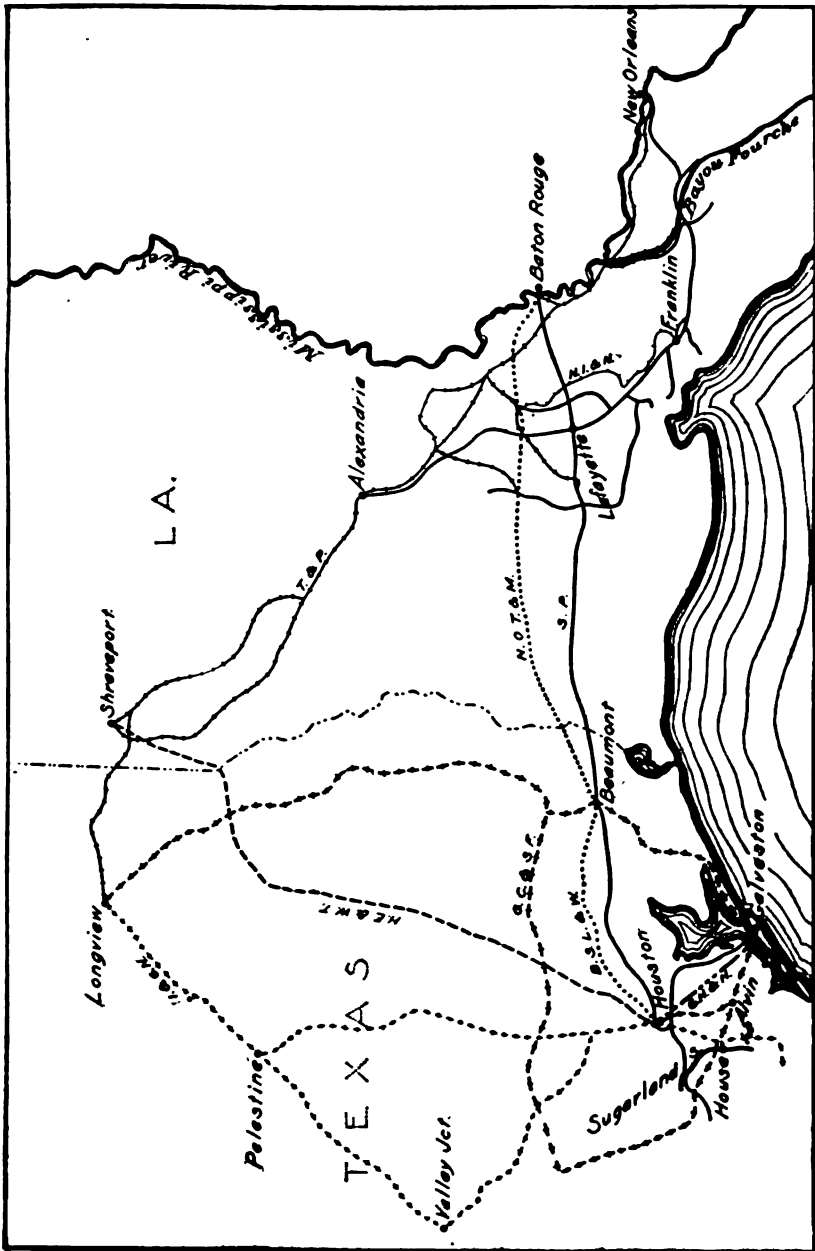 LA.
TEXAS
Mississippi River
New Orleans
Baton Rouge
Bayou Fourche
Franklin
Alexandria
Lafayette
N.I.&N.
Shreveport.
T.&P.
N.O.T.&M.
S.P.
Beaumont
Longview
I.&G.N.
H.E.&W.T.
G.C.&S.F.
B.S.L.&W.
Palestine
Valley Jct.
Houston
G.H.&H.
Galveston
Alvin
Sugarland
House